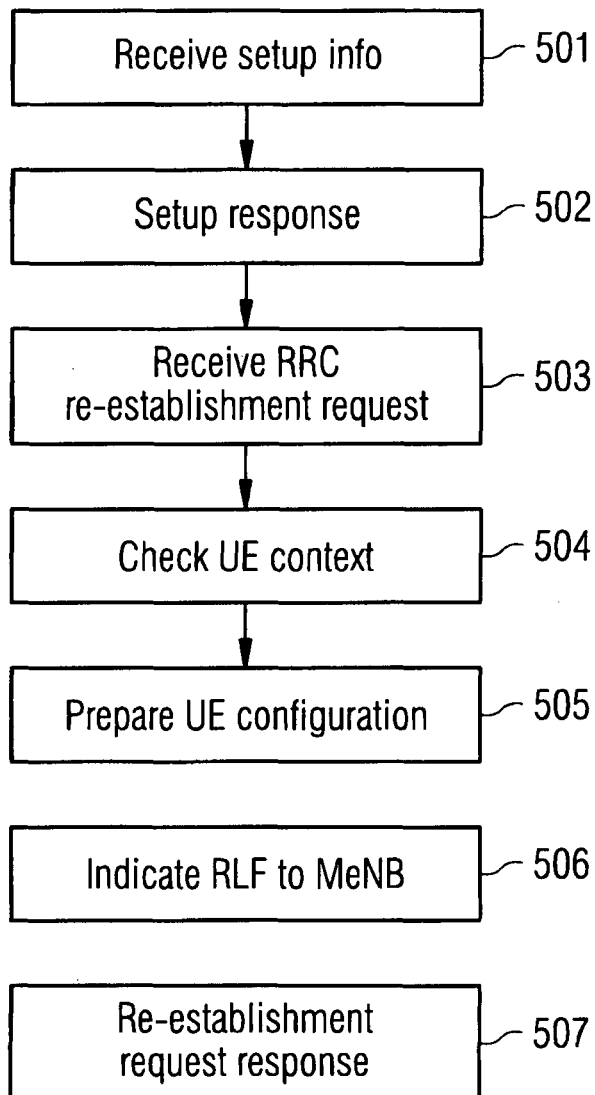 Receive setup info
501
Setup response
502
Receive RRC
re-establishment request
503
Check UE context
504
Prepare UE configuration
505
Indicate RLF to MeNB
506
Re-establishment
request response
507